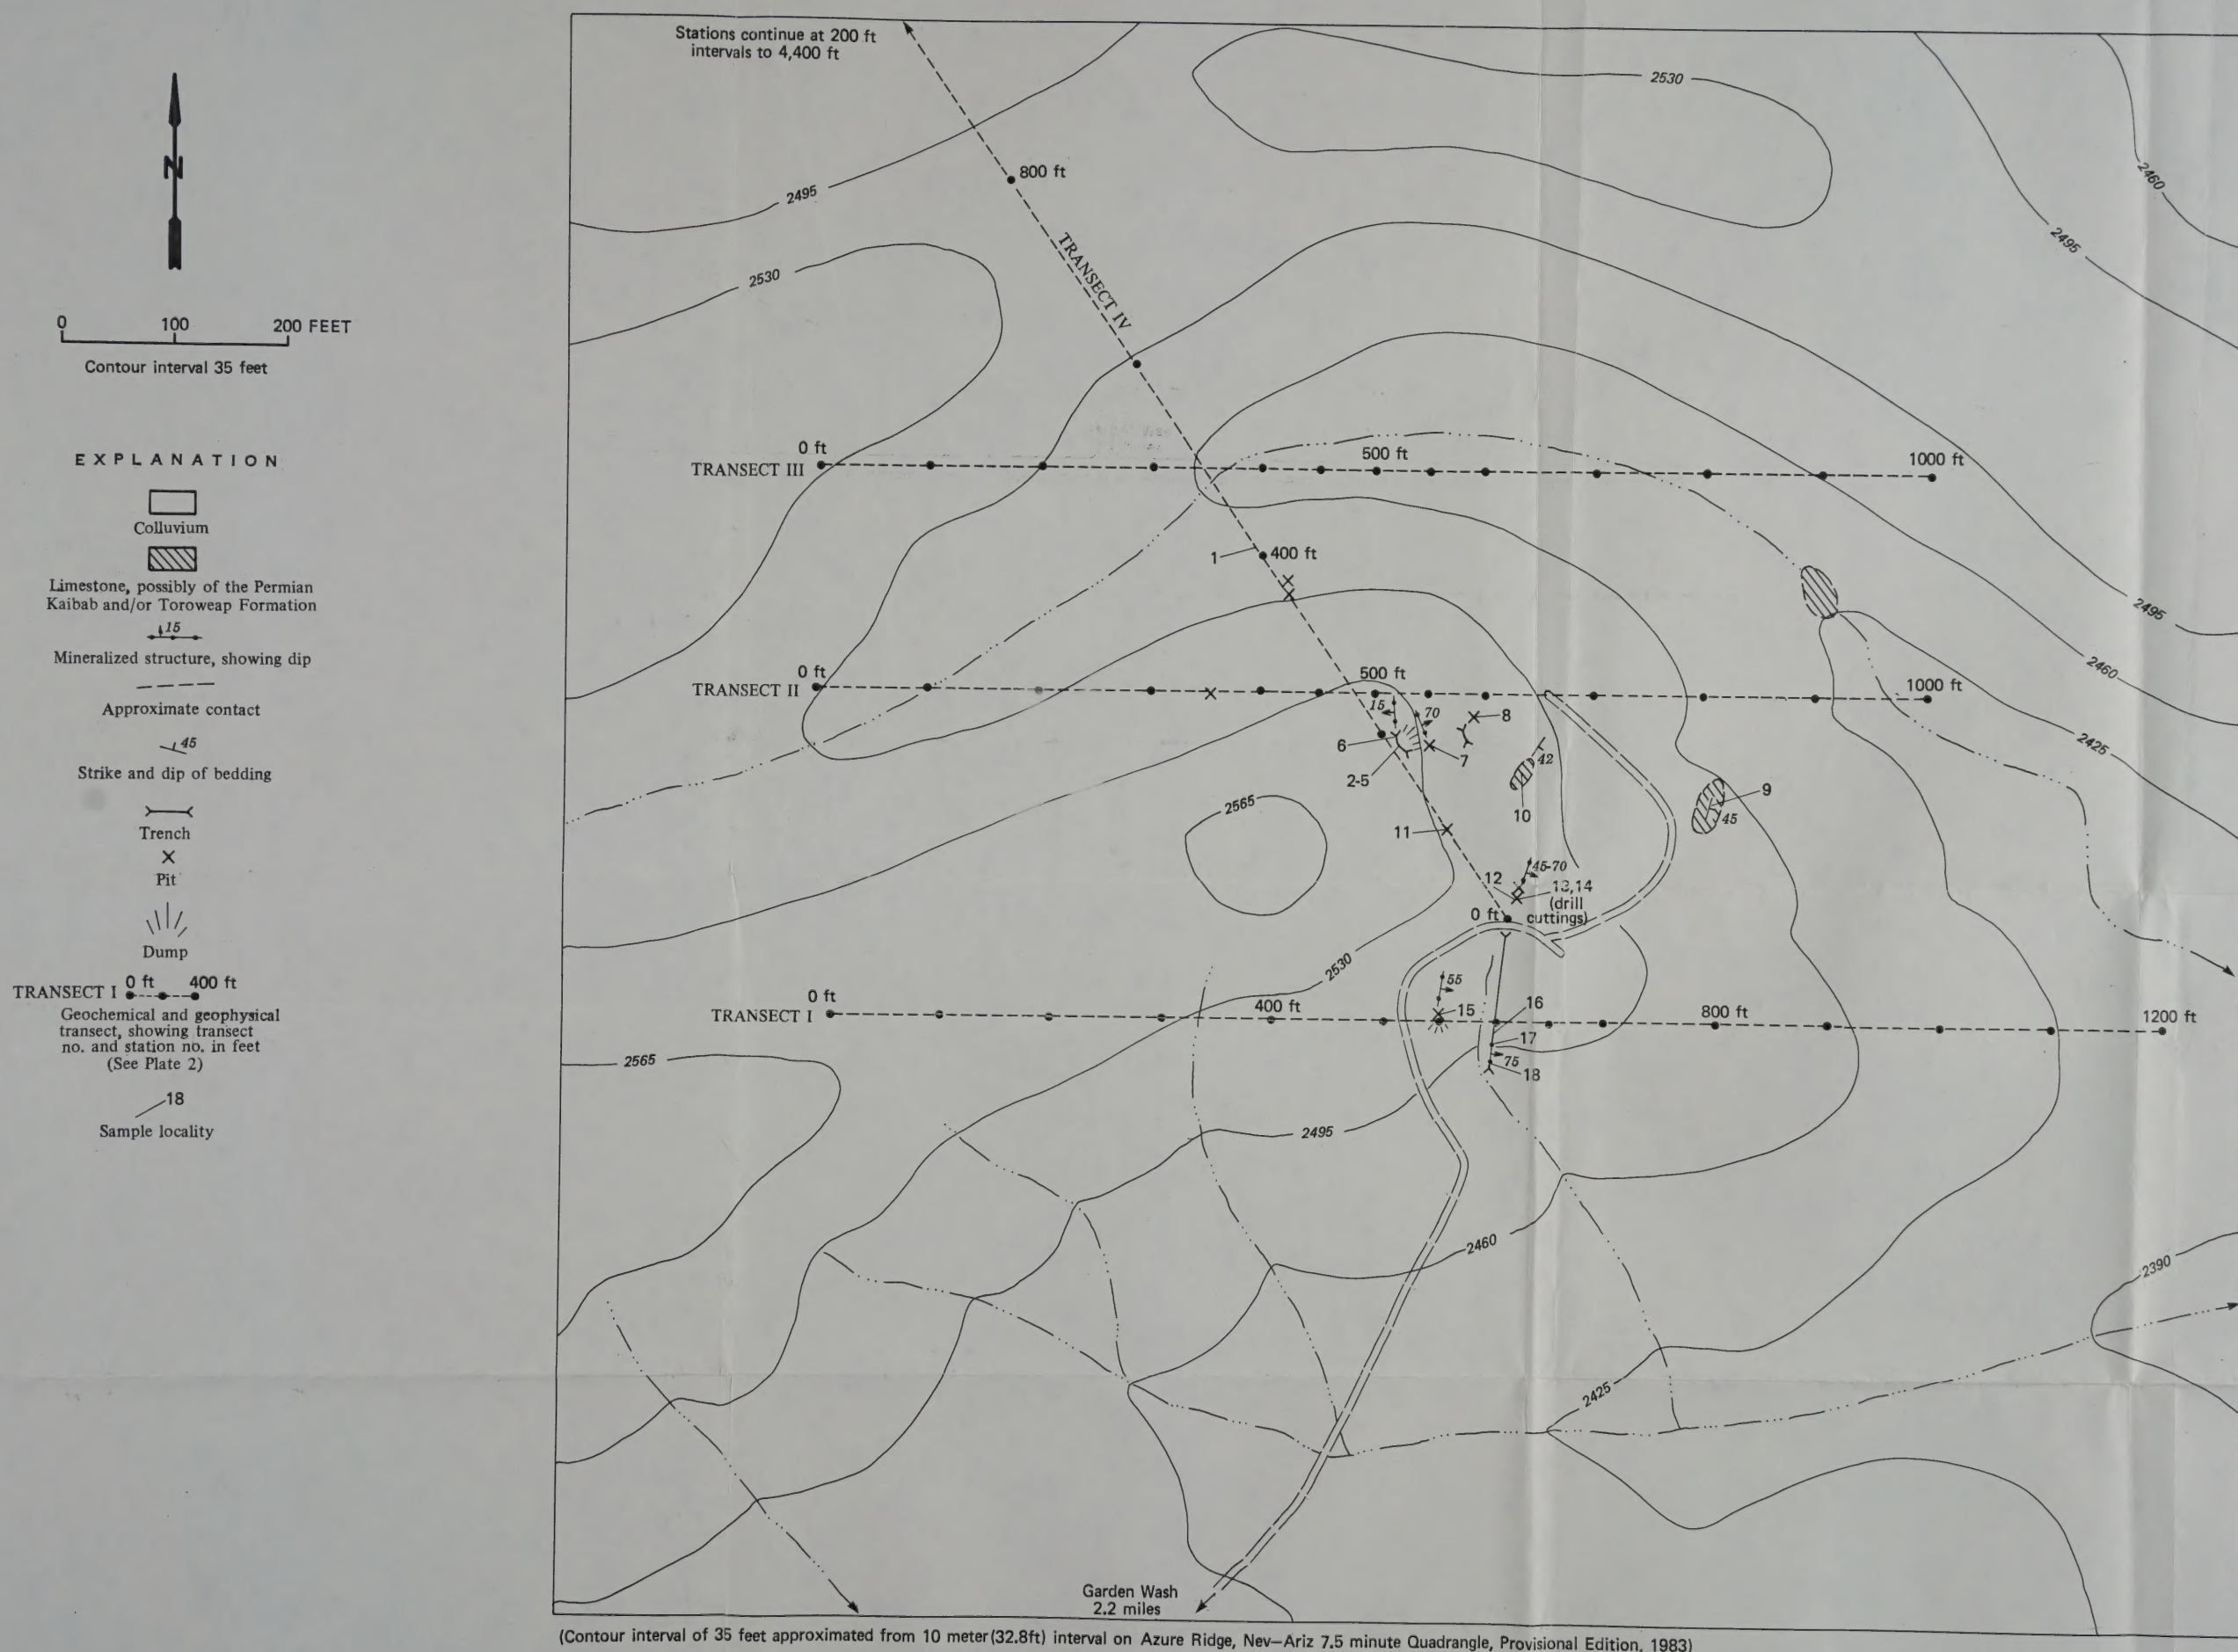 Stations continue at 200 ft
intervals to 4,400 ft
N
0 100 200 FEET
Contour interval 35 feet
EXPLANATION
Colluvium
Limestone, possibly of the Permian
Kaibab and/or Toroweap Formation
15
Mineralized structure, showing dip
Approximate contact
45
Strike and dip of bedding
Trench
Pit
Dump
TRANSECT I 0 ft 400 ft
Geochemical and geophysical
transect, showing transect
no. and station no. in feet
(See Plate 2)
18
Sample locality
2530
2460
800 ft
2495
2495
TRANSECT IV
2530
0 ft
500 ft
1000 ft
TRANSECT III
1
400 ft
2495
2460
0 ft
500 ft
1000 ft
TRANSECT II
15
70
8
6
7
2425
2-5
42
9
2565
10
45
11
45-70
12
13,14
(drill
cuttings)
0 ft
2530
55
0 ft
400 ft
15
16
800 ft
1200 ft
TRANSECT I
17
2565
75
18
2495
2460
2390
2425
Garden Wash
2.2 miles
(Contour interval of 35 feet approximated from 10 meter (32.8ft) interval on Azure Ridge, Nev–Ariz 7.5 minute Quadrangle, Provisional Edition, 1983)